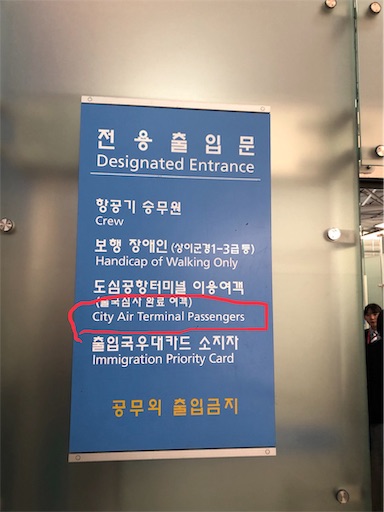 전용출입문
Designated Entrance
항공기 승무원
Crew
보행 장애인 (상이군경1-3급 등)
Handicap of Walking Only
도심공항터미널 이용여객
(출국심사 완료 여객)
City Air Terminal Passengers
출입국우대카드 소지자
Immigration Priority Card
공무외 출입금지